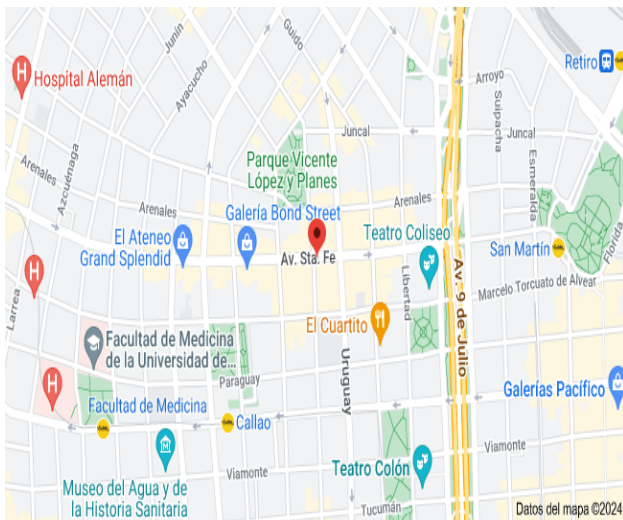 Junín
Guido
Ayacucho
Hospital Alemán
Retiro
Arroyo
Suipacha
Juncal
Juncal
Esmeralda
Arenales
Azcuénaga
Parque Vicente
López y Planes
Arenales
Arenales
Galería Bond Street
El Ateneo
Grand Splendid
Av. Sta. Fe
Teatro Coliseo
San Martín
Florida
Av. 9 de Julio
Libertad
Marcelo Torcuato de Alvear
Larrea
El Cuartito
Facultad de Medicina
de la Universidad de...
Uruguay
Paraguay
Galerías Pacífico
Facultad de Medicina
Callao
Viamonte
Viamonte
Teatro Colón
Museo del Agua y de
la Historia Sanitaria
Tucumán
Datos del mapa ©2024
H
H
H